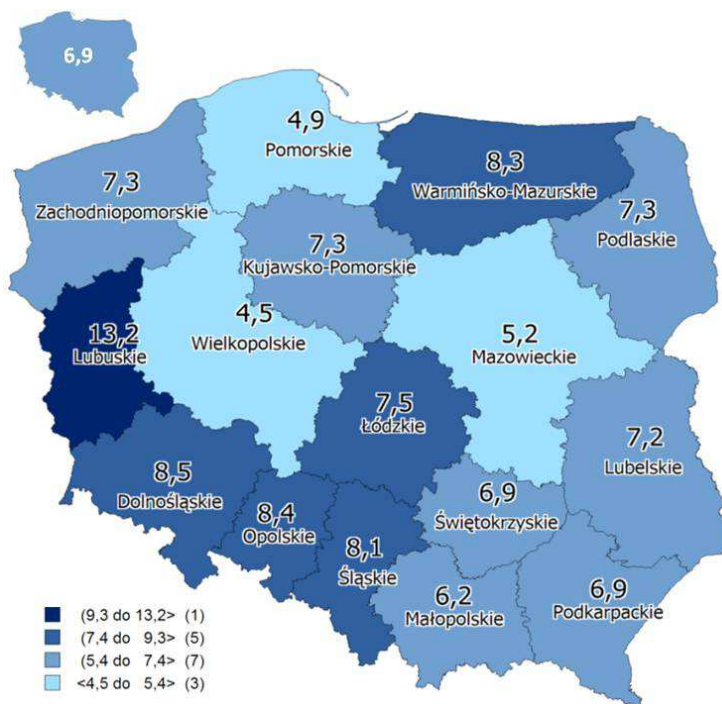 6,9
4,9
Pomorskie
8,3
Warmińsko-Mazurskie
7,3
Zachodniopomorskie
7,3
Podlaskie
7,3
Kujawsko-Pomorskie
13,2
Lubuskie
4,5
Wielkopolskie
5,2
Mazowieckie
7,5
Łódzkie
7,2
Lubelskie
8,5
Dolnośląskie
8,4
Opolskie
6,9
Świętokrzyskie
8,1
Śląskie
6,2
Małopolskie
6,9
Podkarpackie
(9,3 do 13,2> (1)
(7,4 do 9,3> (5)
(5,4 do 7,4> (7)
<4,5 do 5,4> (3)